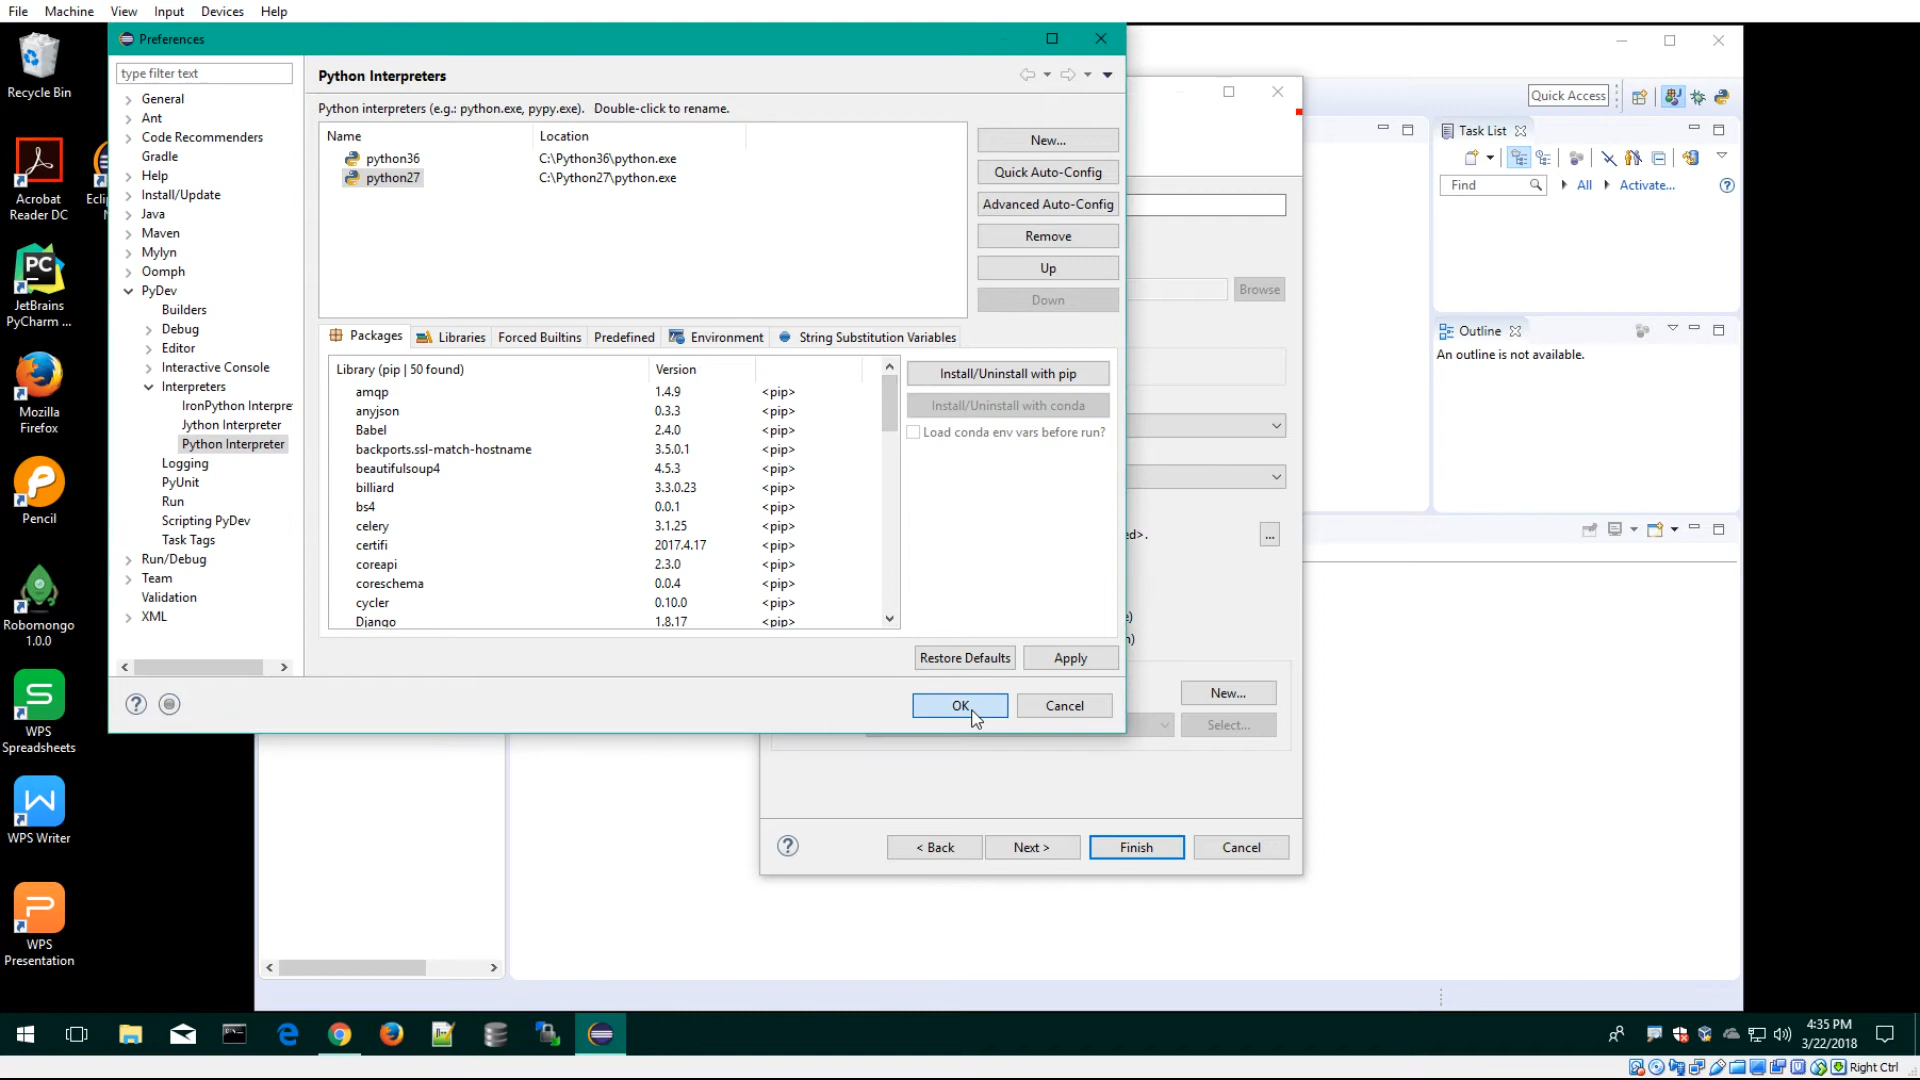 File Machine View Input Devices Help
Preferences
type filter text
Python Interpreters
Quick Access
General
Ant
Code Recommenders
Gradle
Help
Install/Update
Java
Maven
Mylyn
Oomph
PyDev
Builders
Debug
Editor
Interactive Console
Interpreters
IronPython Interpre
Jython Interpreter
Python Interpreter
Logging
PyUnit
Run
Scripting PyDev
Task Tags
Run/Debug
Team
Validation
XML
Python interpreters (e.g.: python.exe, pypy.exe). Double-click to rename.
Name Location
python36 C:\Python36\python.exe
python27 C:\Python27\python.exe
New...
Quick Auto-Config
Advanced Auto-Config
Remove
Up
Down
Packages Libraries Forced Builtins Predefined Environment String Substitution Variables
Library (pip | 50 found) Version
amqp 1.4.9 <pip>
anyjson 0.3.3 <pip>
Babel 2.4.0 <pip>
backports.ssl-match-hostname 3.5.0.1 <pip>
beautifulsoup4 4.5.3 <pip>
billiard 3.3.0.23 <pip>
bs4 0.0.1 <pip>
celery 3.1.25 <pip>
certifi 2017.4.17 <pip>
coreapi 2.3.0 <pip>
coreschema 0.0.4 <pip>
cycler 0.10.0 <pip>
Django 1.8.17 <pip>
Install/Uninstall with pip
Install/Uninstall with conda
Load conda env vars before run?
Restore Defaults Apply
OK Cancel
Browse
ed>.
...
e)
n)
New...
Select...
< Back Next > Finish Cancel
Task List
Find All Activate...
Outline
An outline is not available.
Recycle Bin
Acrobat
Reader DC
Ecli
JetBrains
PyCharm ...
Mozilla
Firefox
Pencil
Robomongo
1.0.0
WPS
Spreadsheets
WPS Writer
WPS
Presentation
4:35 PM
3/22/2018
Right Ctrl